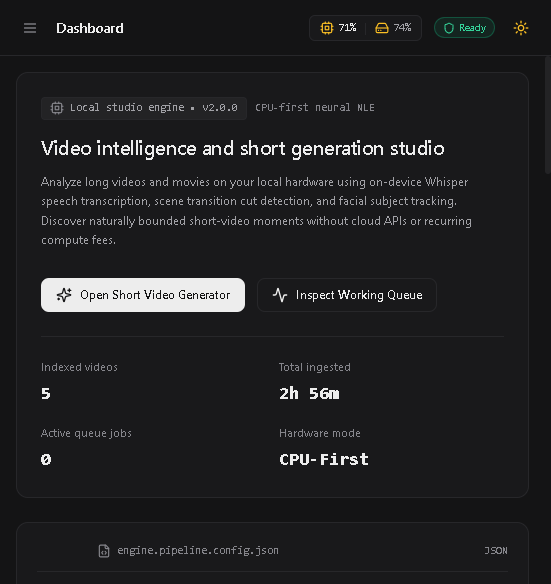 Dashboard
71% 74%
Ready
Local studio engine • v2.0.0
CPU-first neural NLE
Video intelligence and short generation studio
Analyze long videos and movies on your local hardware using on-device Whisper
speech transcription, scene transition cut detection, and facial subject tracking.
Discover naturally bounded short-video moments without cloud APIs or recurring
compute fees.
Open Short Video Generator
Inspect Working Queue
Indexed videos
5
Total ingested
2h 56m
Active queue jobs
0
Hardware mode
CPU-First
engine.pipeline.config.json
JSON